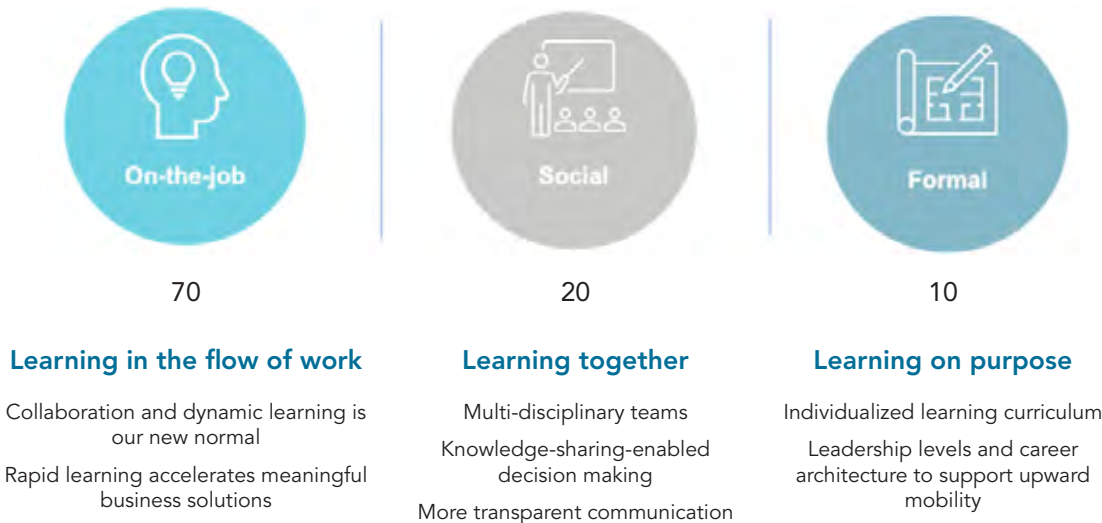 On-the-job
70
Learning in the flow of work
Collaboration and dynamic learning is
our new normal
Rapid learning accelerates meaningful
business solutions
Social
20
Learning together
Multi-disciplinary teams
Knowledge-sharing-enabled
decision making
More transparent communication
Formal
10
Learning on purpose
Individualized learning curriculum
Leadership levels and career
architecture to support upward
mobility